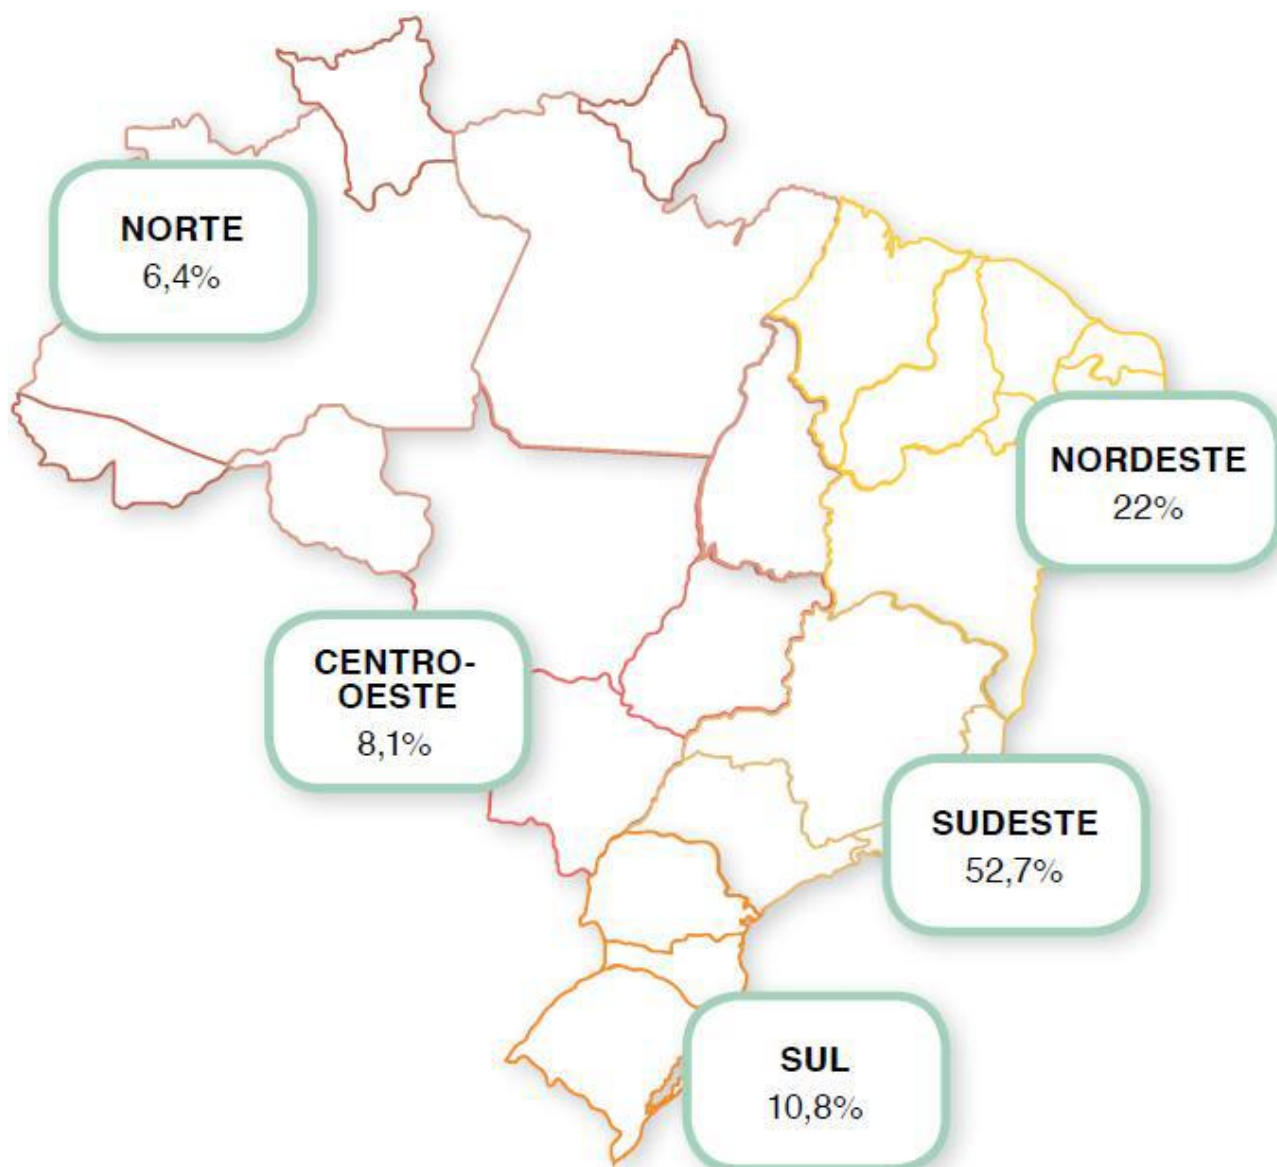 NORTE
6,4%
NORDESTE
22%
CENTRO-
OESTE
8,1%
SUDESTE
52,7%
SUL
10,8%